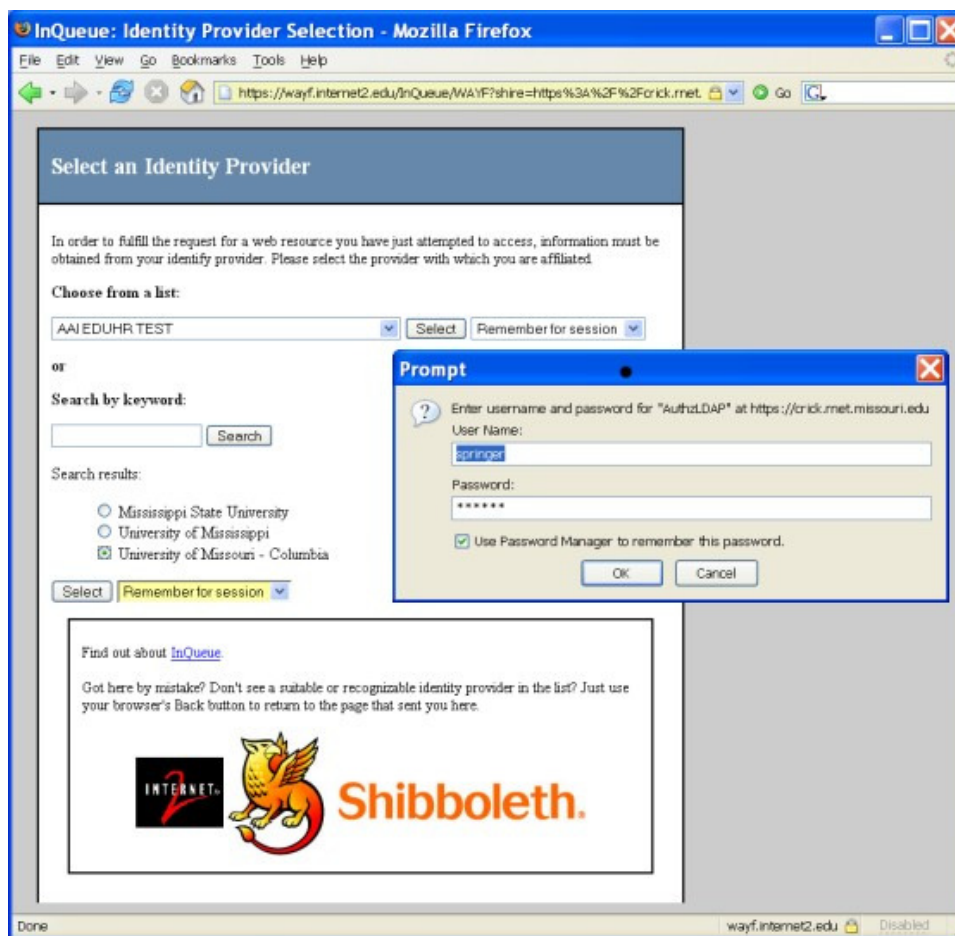 InQueue: Identity Provider Selection - Mozilla Firefox
File Edit View Go Bookmarks Tools Help
https://wayf.internet2.edu/InQueue/WAYF?shire=https%3A%2F%2Fcrick.rnet. Go
Select an Identity Provider
In order to fulfill the request for a web resource you have just attempted to access, information must be
obtained from your identify provider. Please select the provider with which you are affiliated.
Choose from a list:
AAI EDUHR TEST Select Remember for session
or
Search by keyword:
Search
Search results:
Mississippi State University
University of Mississippi
University of Missouri - Columbia
Select Remember for session
Prompt
Enter username and password for "AuthzLDAP" at https://crick.rnet.missouri.edu
User Name:
springer
Password:
******
Use Password Manager to remember this password.
OK Cancel
Find out about InQueue.
Got here by mistake? Don't see a suitable or recognizable identity provider in the list? Just use
your browser's Back button to return to the page that sent you here.
INTERNET 2
Shibboleth.
Done wayf.internet2.edu Disabled